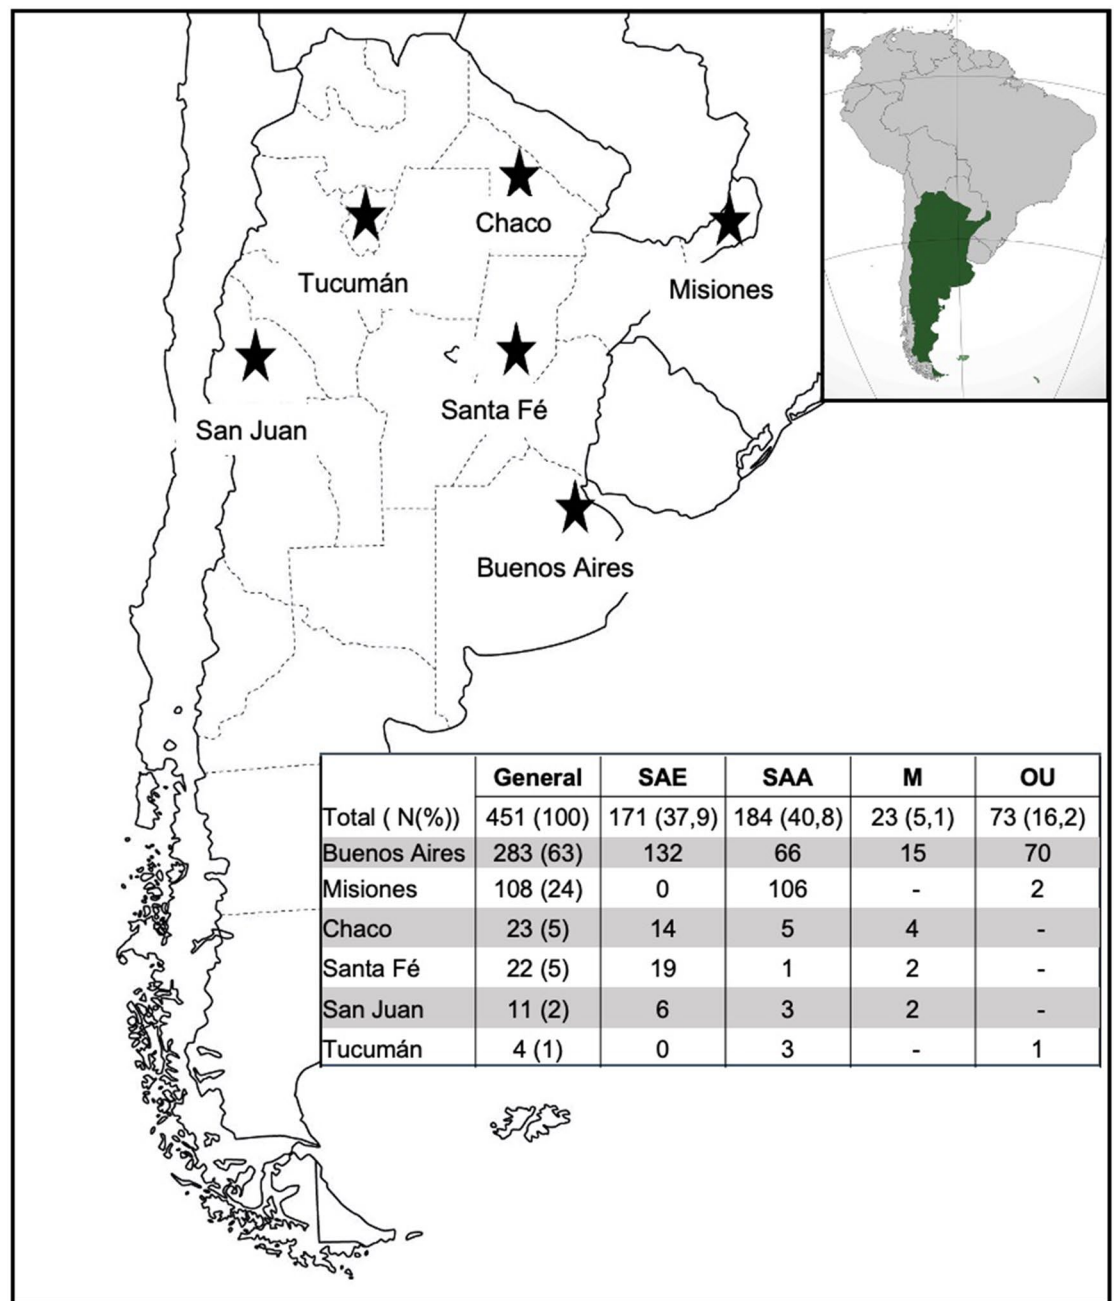 Chaco
Tucumán
Misiones
Santa Fé
San Juan
Buenos Aires
General SAE SAA M OU
Total ( N(%)) 451 (100) 171 (37,9) 184 (40,8) 23 (5,1) 73 (16,2)
Buenos Aires 283 (63) 132 66 15 70
Misiones 108 (24) 0 106 - 2
Chaco 23 (5) 14 5 4 -
Santa Fé 22 (5) 19 1 2 -
San Juan 11 (2) 6 3 2 -
Tucumán 4 (1) 0 3 - 1